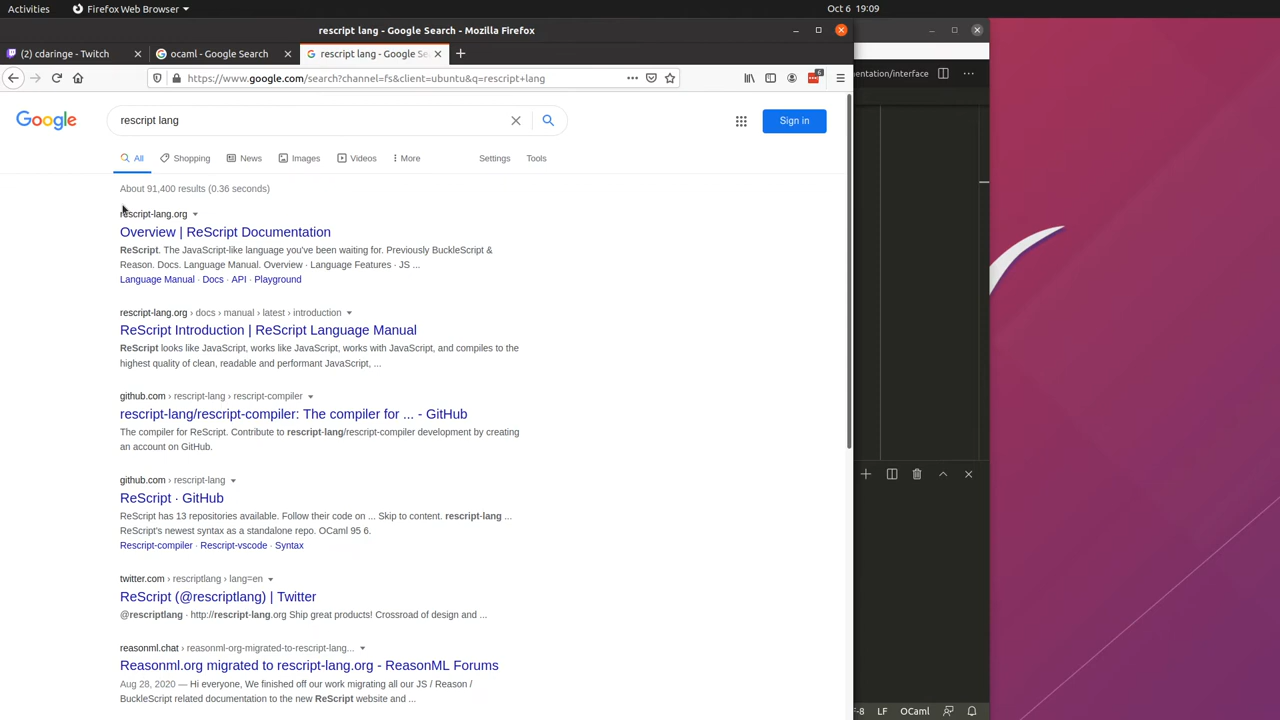 Activities
Firefox Web Browser
Oct 6 19:09
rescript lang - Google Search - Mozilla Firefox
(2) cdaringe - Twitch
ocaml - Google Search
rescript lang - Google Se
https://www.google.com/search?channel=fs&client=ubuntu&q=rescript+lang
6
entation/interface
Google
rescript lang
Sign in
All
Shopping
News
Images
Videos
More
Settings
Tools
About 91,400 results (0.36 seconds)
rescript-lang.org
Overview | ReScript Documentation
ReScript. The JavaScript-like language you've been waiting for. Previously BuckleScript &
Reason. Docs. Language Manual. Overview · Language Features · JS ...
Language Manual · Docs · API · Playground
rescript-lang.org › docs › manual › latest › introduction
ReScript Introduction | ReScript Language Manual
ReScript looks like JavaScript, works like JavaScript, works with JavaScript, and compiles to the
highest quality of clean, readable and performant JavaScript, ...
github.com › rescript-lang › rescript-compiler
rescript-lang/rescript-compiler: The compiler for ... - GitHub
The compiler for ReScript. Contribute to rescript-lang/rescript-compiler development by creating
an account on GitHub.
github.com › rescript-lang
ReScript · GitHub
ReScript has 13 repositories available. Follow their code on ... Skip to content. rescript-lang ...
ReScript's newest syntax as a standalone repo. OCaml 95 6.
Rescript-compiler · Rescript-vscode · Syntax
twitter.com › rescriptlang › lang=en
ReScript (@rescriptlang) | Twitter
@rescriptlang · http://rescript-lang.org Ship great products! Crossroad of design and ...
reasonml.chat › reasonml-org-migrated-to-rescript-lang...
Reasonml.org migrated to rescript-lang.org - ReasonML Forums
Aug 28, 2020 — Hi everyone, We finished off our work migrating all our JS / Reason /
BuckleScript related documentation to the new ReScript website and ...
F-8
LF
OCaml